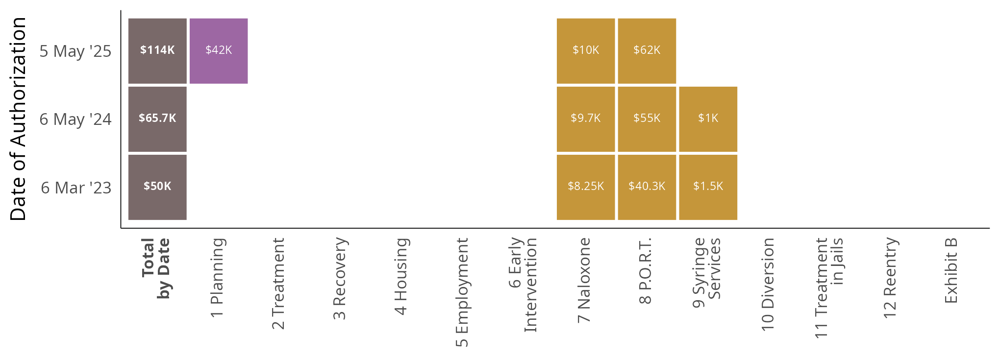 Date of Authorization
5 May '25
$114K
$42K
$10K
$62K
6 May '24
$65.7K
$9.7K
$55K
$1K
6 Mar '23
$50K
$8.25K
$40.3K
$1.5K
Total
by Date
1 Planning
2 Treatment
3 Recovery
4 Housing
5 Employment
6 Early
Intervention
7 Naloxone
8 P.O.R.T.
9 Syringe
Services
10 Diversion
11 Treatment
in Jails
12 Reentry
Exhibit B